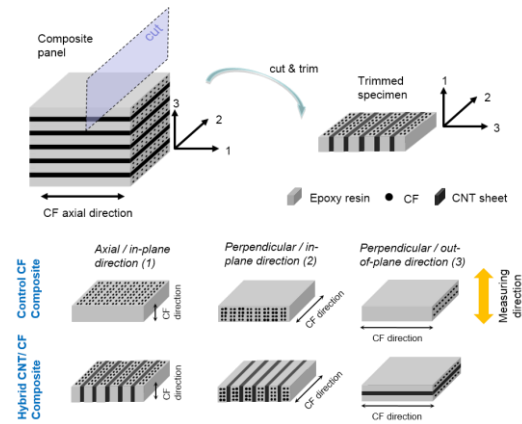 Composite
panel
cut
cut & trim
Trimmed
specimen
3
2
1
1
2
3
CF axial direction
Epoxy resin
CF
CNT sheet
Axial / in-plane
direction (1)
Perpendicular / in-
plane direction (2)
Perpendicular / out-
of-plane direction (3)
Control CF
Composite
CF
direction
CF direction
CF direction
Measuring
direction
Hybrid CNT/ CF
Composite
CF
direction
CF direction
CF direction